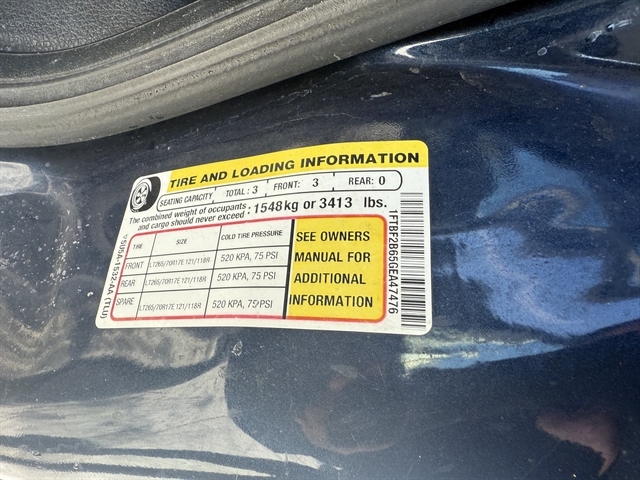 TIRE AND LOADING INFORMATION
SEATING CAPACITY TOTAL : 3 FRONT: 3 REAR: 0
The combined weight of occupants
and cargo should never exceed : 1548kg or 3413 lbs.
TIRE SIZE COLD TIRE PRESSURE
FRONT LT265/70R17E 121/118R 520 KPA, 75 PSI
REAR LT265/70R17E 121/118R 520 KPA, 75 PSI
SPARE LT265/70R17E 121/118R 520 KPA, 75 PSI
SEE OWNERS
MANUAL FOR
ADDITIONAL
INFORMATION
1FTBF2B65GEA47476